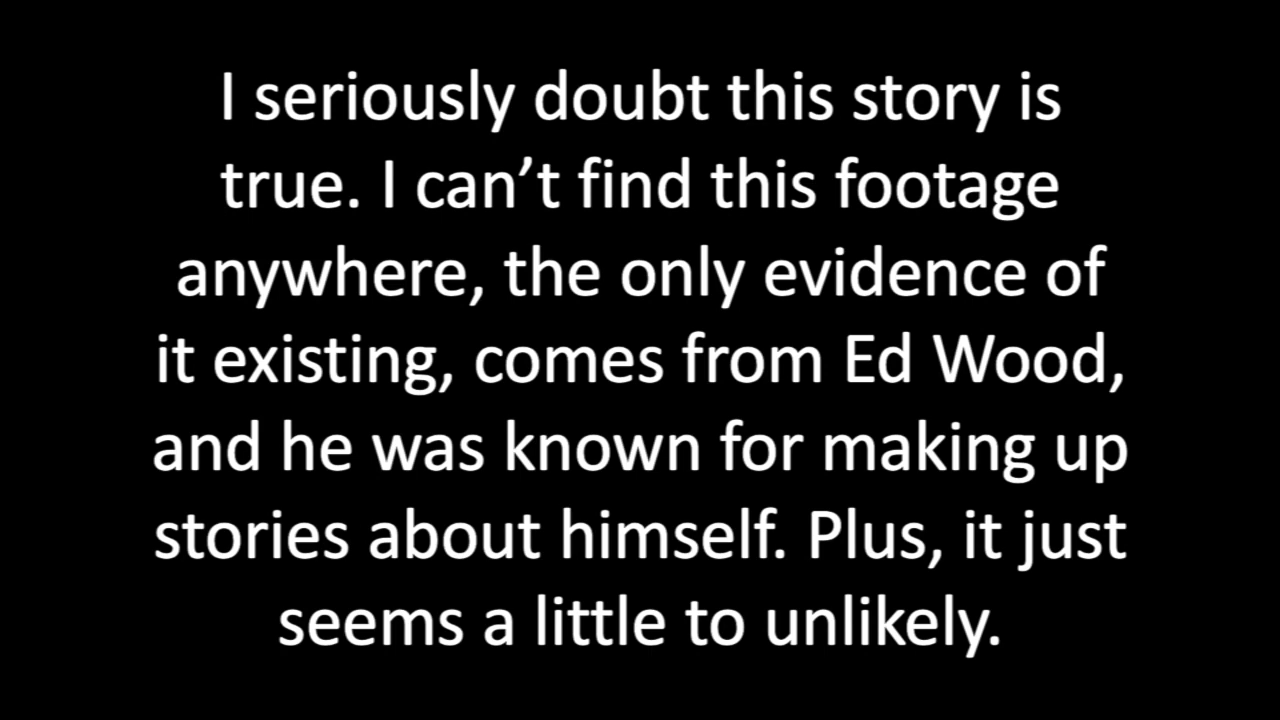 I seriously doubt this story is
true. I can’t find this footage
anywhere, the only evidence of
it existing, comes from Ed Wood,
and he was known for making up
stories about himself. Plus, it just
seems a little to unlikely.